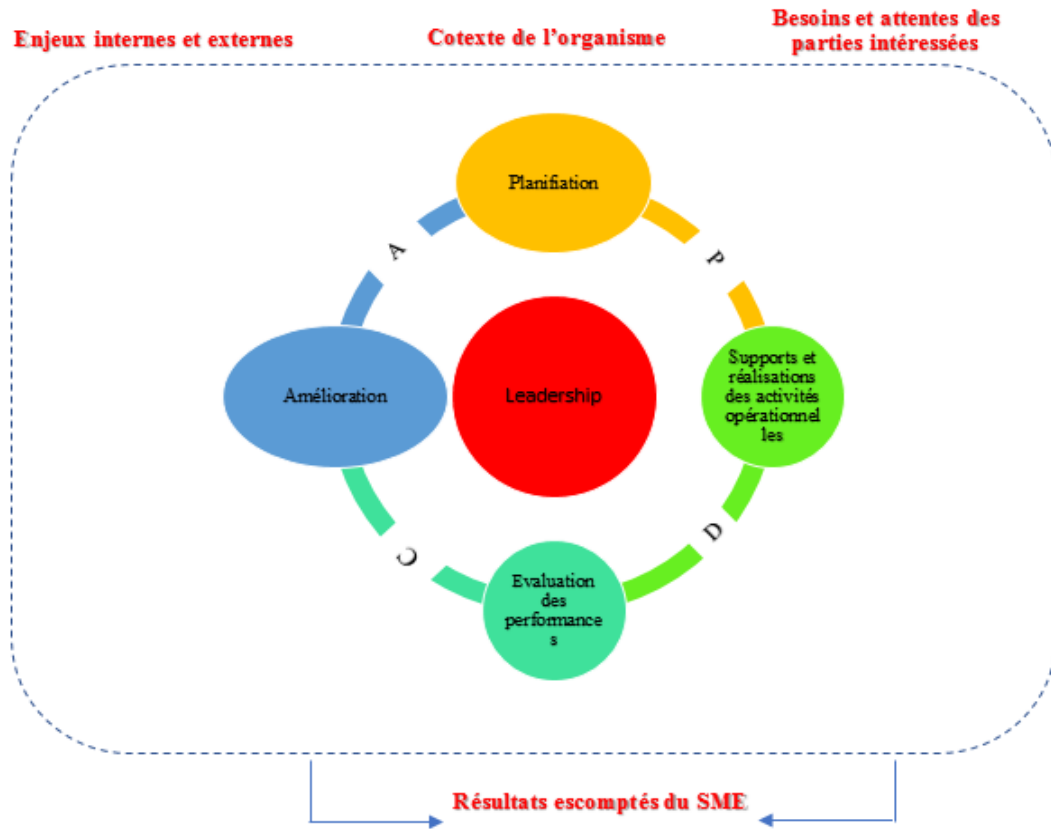 Enjeux internes et externes
Cotexte de l'organisme
Besoins et attentes des
parties intéressées
Planifiation
A
P
Amélioration
Leadership
Supports et
réalisations
des activités
opérationnel
les
D
C
Evaluation
des
performance
s
Résultats escomptés du SME